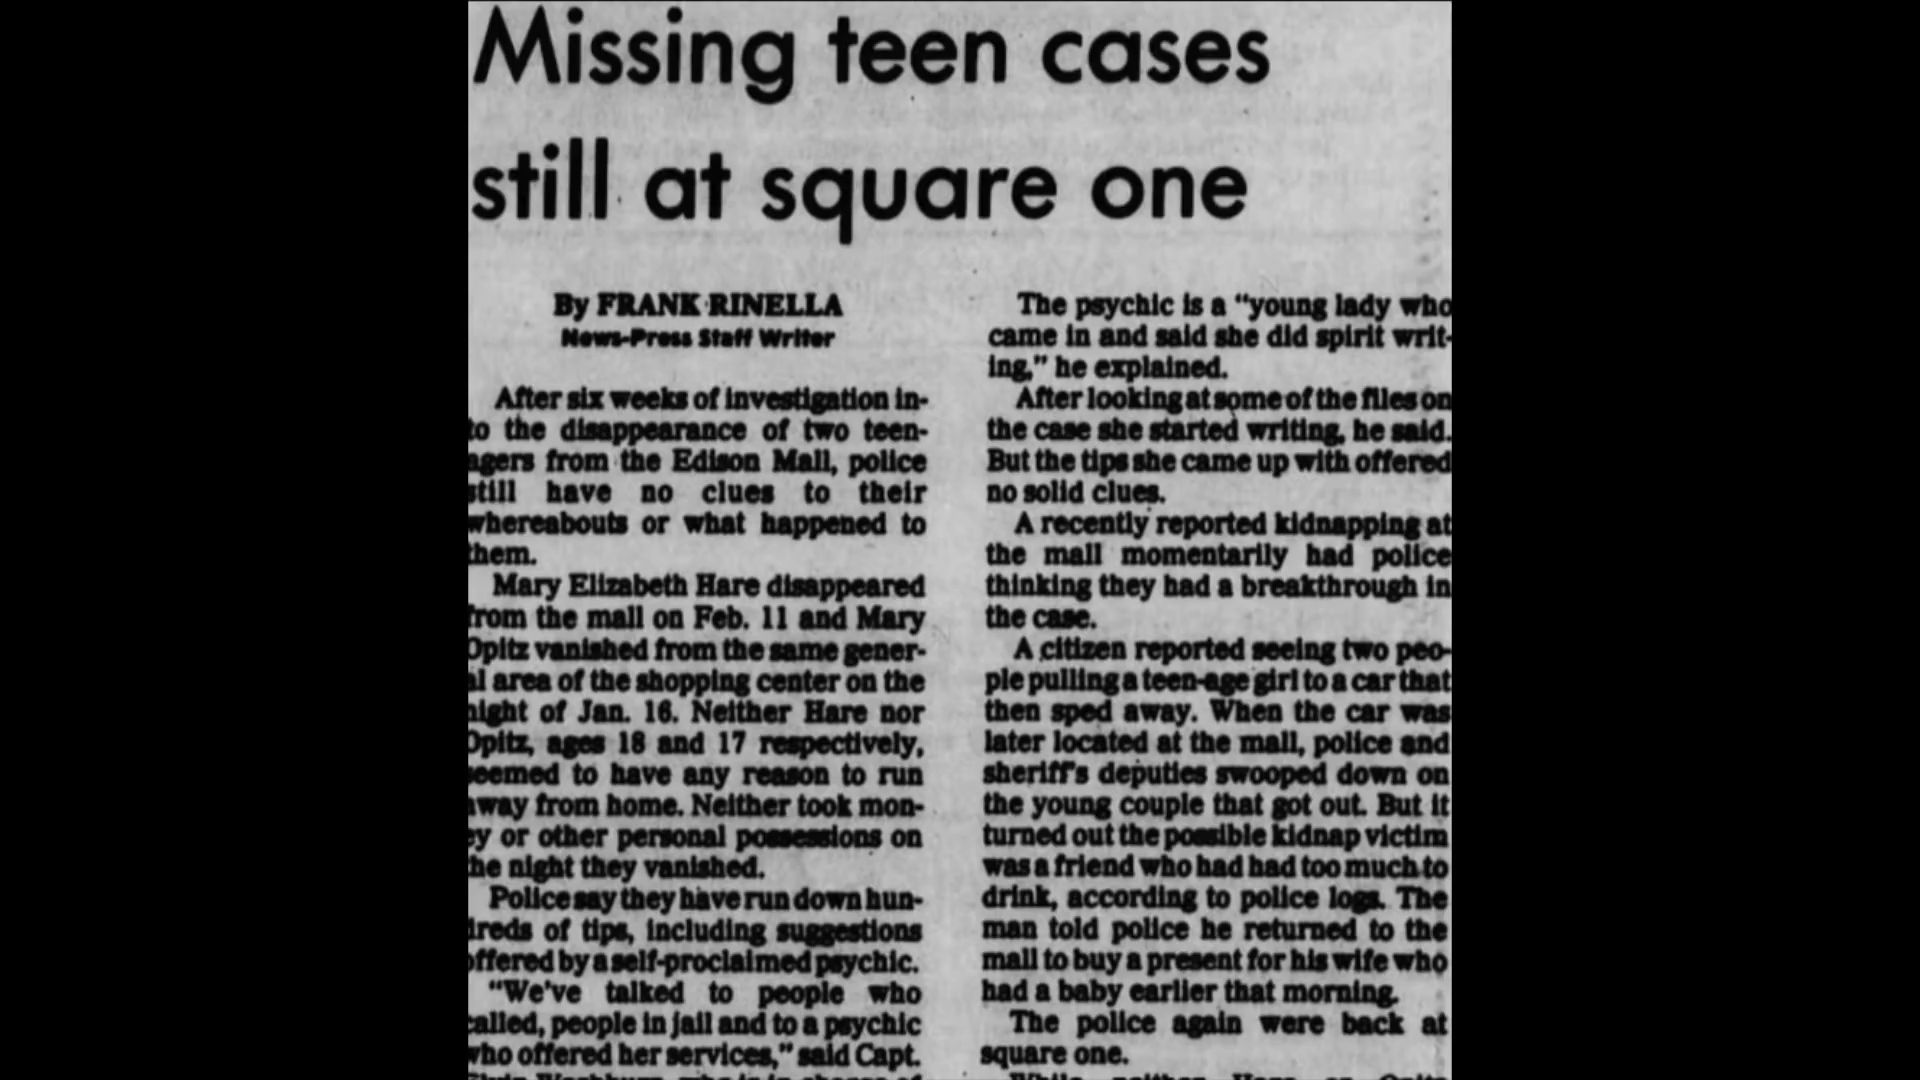 Missing teen cases
still at square one
By FRANK RINELLA
News-Press Staff Writer
After six weeks of investigation in-
to the disappearance of two teen-
agers from the Edison Mall, police
still have no clues to their
whereabouts or what happened to
them.
Mary Elizabeth Hare disappeared
from the mall on Feb. 11 and Mary
Opitz vanished from the same gener-
al area of the shopping center on the
night of Jan. 16. Neither Hare nor
Opitz, ages 18 and 17 respectively,
seemed to have any reason to run
away from home. Neither took mon-
ey or other personal possessions on
the night they vanished.
Police say they have run down hun-
dreds of tips, including suggestions
offered by a self-proclaimed psychic.
"We've talked to people who
called, people in jail and to a psychic
who offered her services," said Capt.
The psychic is a "young lady who
came in and said she did spirit writ-
ing," he explained.
After looking at some of the files on
the case she started writing, he said.
But the tips she came up with offered
no solid clues.
A recently reported kidnapping at
the mall momentarily had police
thinking they had a breakthrough in
the case.
A citizen reported seeing two peo-
ple pulling a teen-age girl to a car that
then sped away. When the car was
later located at the mall, police and
sheriff's deputies swooped down on
the young couple that got out. But it
turned out the possible kidnap victim
was a friend who had had too much to
drink, according to police logs. The
man told police he returned to the
mall to buy a present for his wife who
had a baby earlier that morning.
The police again were back at
square one.